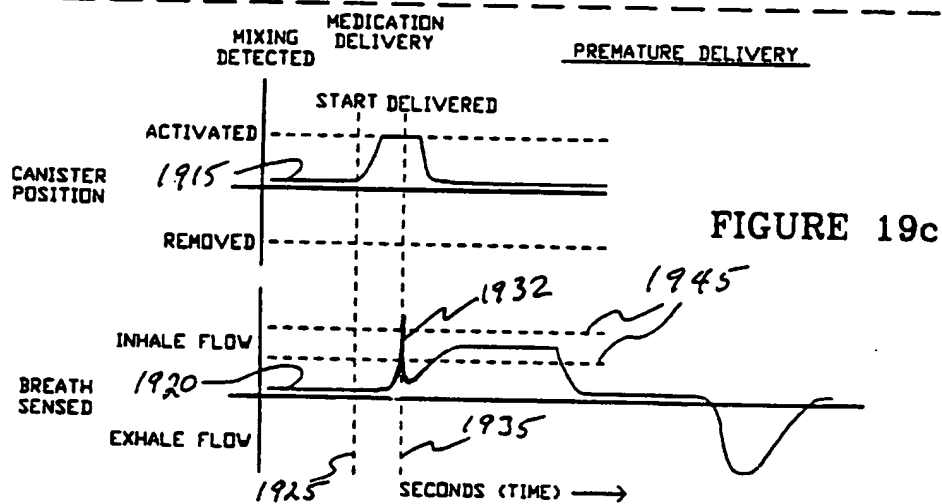 MEDICATION
DELIVERY
MIXING
DETECTED
PREMATURE DELIVERY
START DELIVERED
ACTIVATED
CANISTER
POSITION
1915
REMOVED
FIGURE 19c
1932
1945
INHALE FLOW
1920
BREATH
SENSED
EXHALE FLOW
1935
1925
SECONDS (TIME)